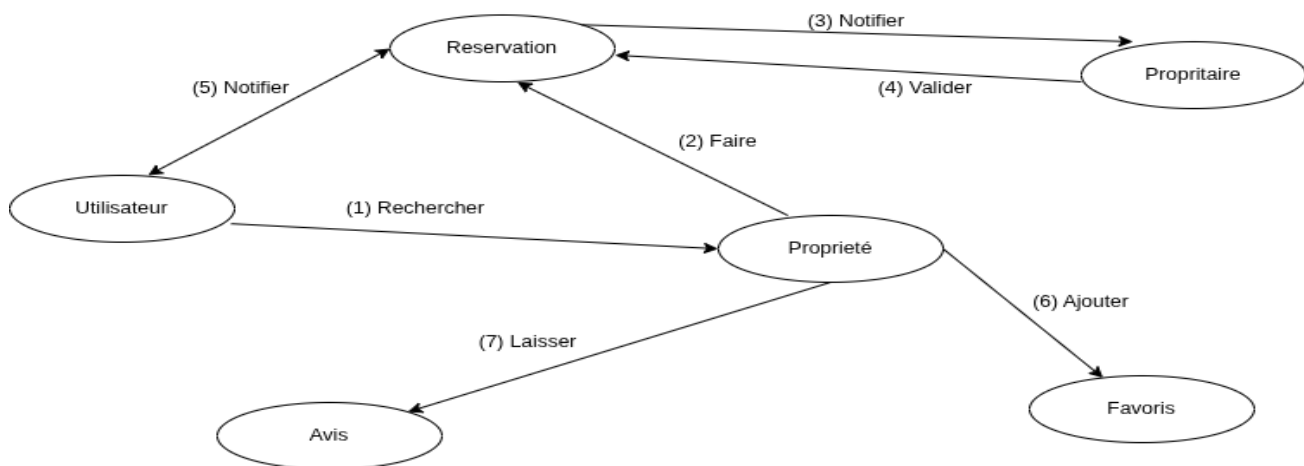 (3) Notifier
Reservation
Propritaire
(5) Notifier
(4) Valider
(2) Faire
Utilisateur
(1) Rechercher
Proprieté
(6) Ajouter
(7) Laisser
Favoris
Avis